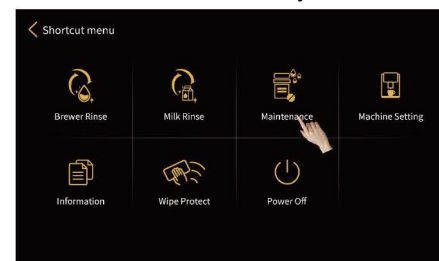 Shortcut menu
Brewer Rinse
Milk Rinse
Maintenance
Machine Setting
Information
Wipe Protect
Power Off